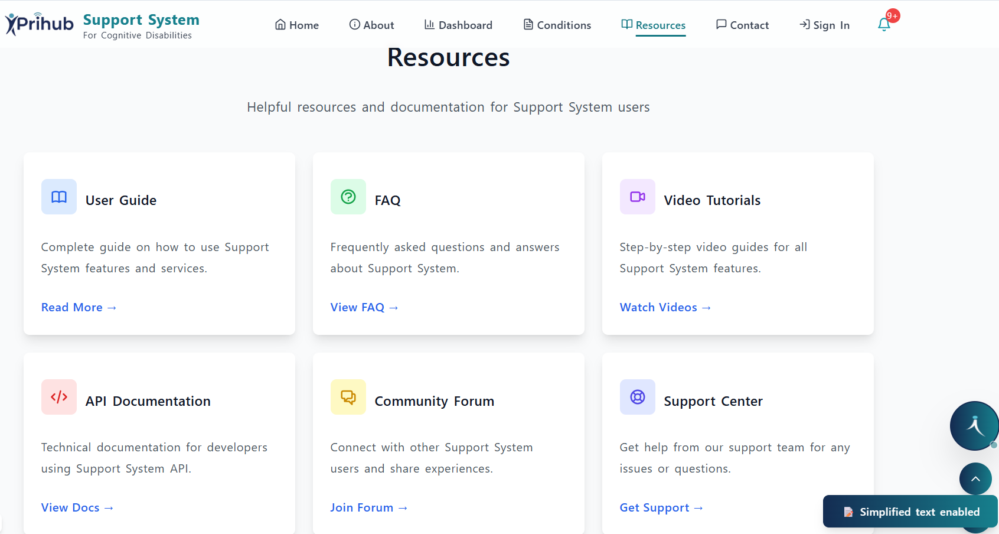 Prihub
Support System
For Cognitive Disabilities
Home
About
Dashboard
Conditions
Resources
Contact
Sign In
9+
Resources
Helpful resources and documentation for Support System users
User Guide
Complete guide on how to use Support
System features and services.
Read More →
FAQ
Frequently asked questions and answers
about Support System.
View FAQ →
Video Tutorials
Step-by-step video guides for all
Support System features.
Watch Videos →
API Documentation
Technical documentation for developers
using Support System API.
View Docs →
Community Forum
Connect with other Support System
users and share experiences.
Join Forum →
Support Center
Get help from our support team for any
issues or questions.
Get Support →
Simplified text enabled